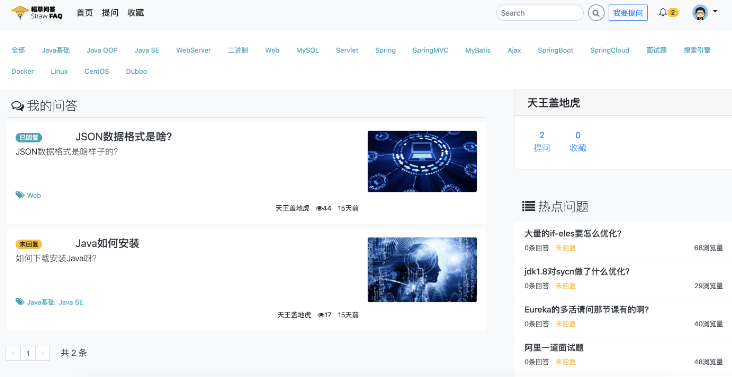 稻草问答
Straw FAQ
首页 提问 收藏
Search
我要提问
2
全部 Java基础 Java OOP Java SE WebServer 二进制 Web MySQL Servlet Spring SpringMVC MyBatis Ajax SpringBoot SpringCloud 面试题 搜索引擎
Docker Linux CentOS Dubbo
我的问答
已回答 JSON数据格式是啥?
JSON数据格式是啥样子的?
Web
天王盖地虎 44 15天前
未回复 Java如何安装
如何下载安装Java呀?
Java基础 Java SE
天王盖地虎 17 15天前
« 1 » 共 2 条
天王盖地虎
2 0
提问 收藏
热点问题
大量的if-eles要怎么优化?
0条回答 未回复 68浏览量
jdk1.8对sycn做了什么优化?
0条回答 未回复 29浏览量
Eureka的多活请问那节课有的啊?
0条回答 未回复 40浏览量
阿里一道面试题
0条回答 未回复 48浏览量